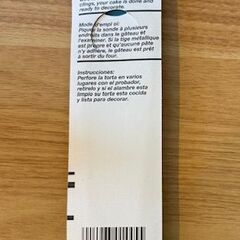 clings, your cake is done and
ready to decorate.
Mode d'emploi:
Piquez la sonde à plusieurs
endroits dans le gâteau et
l'examiner. Si la tige métallique
est propre et qu'aucune pâte
n'y adhère, le gâteau est prêt
à sortir du four.
Instrucciones:
Perfore la torta en varios
lugares con el probador,
retírelo y si el alambre esta
limpio su torta esta cocida
y lista para decorar.